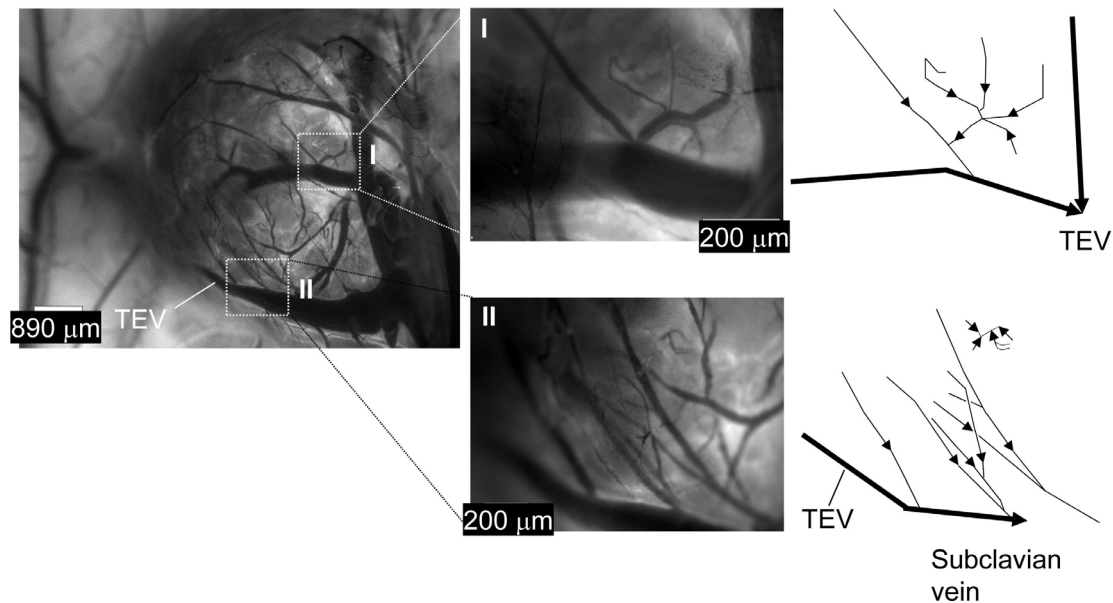 I
II
TEV
890 μm
I
200 μm
TEV
II
200 μm
TEV
Subclavian
vein